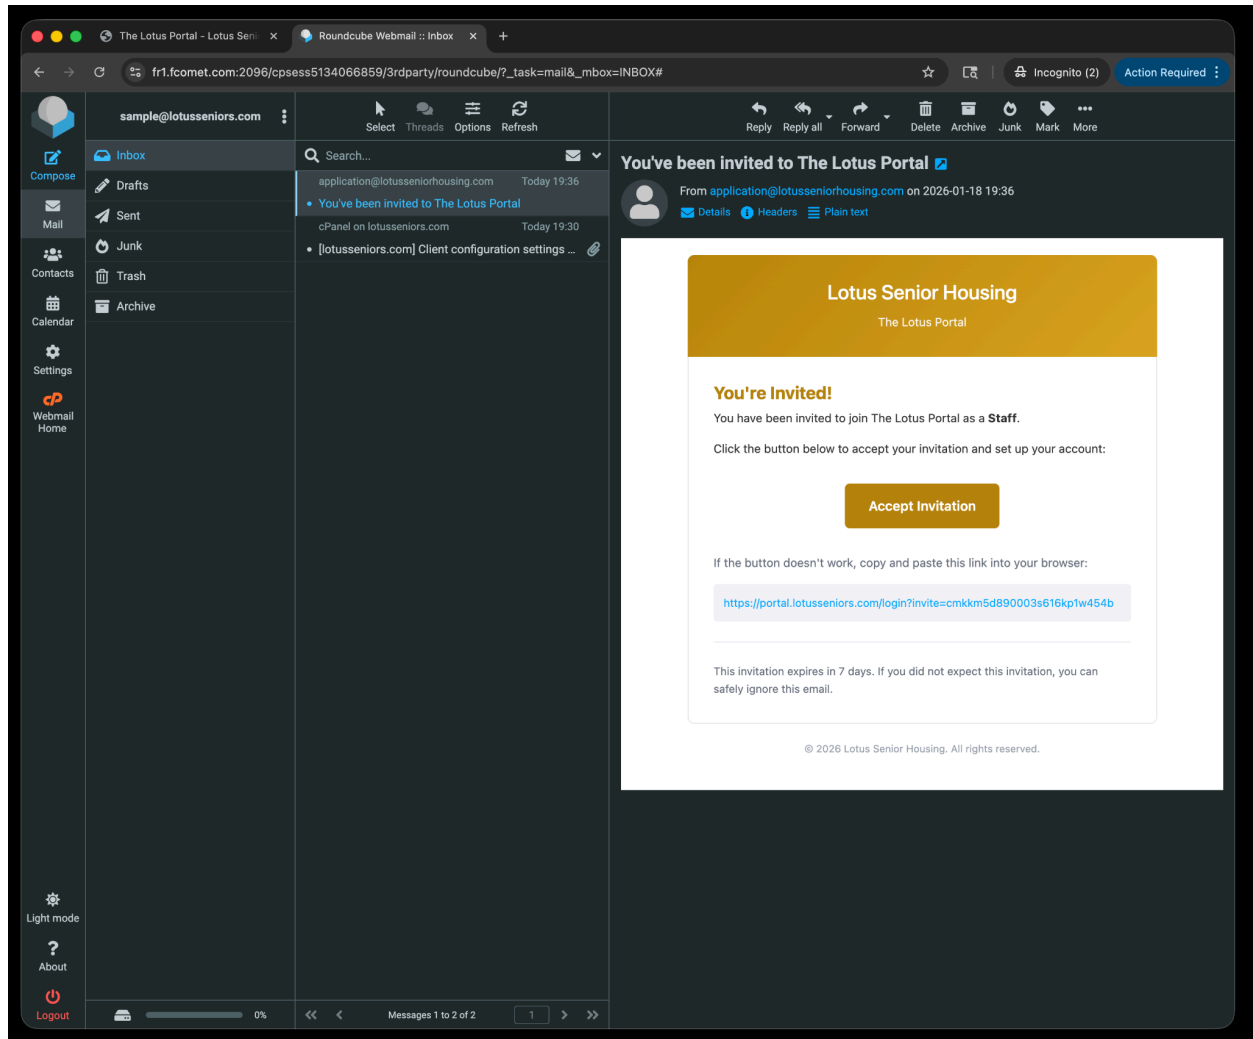 The Lotus Portal - Lotus Seni
Roundcube Webmail :: Inbox
fr1.fcomet.com:2096/cpsess5134066859/3rdparty/roundcube/?_task=mail&_mbox=INBOX#
Incognito (2)
Action Required
sample@lotusseniors.com
Select
Threads
Options
Refresh
Reply
Reply all
Forward
Delete
Archive
Junk
Mark
More
Compose
Mail
Contacts
Calendar
Settings
cP
Webmail
Home
Inbox
Drafts
Sent
Junk
Trash
Archive
Search...
application@lotusseniorhousing.com Today 19:36
• You've been invited to The Lotus Portal
cPanel on lotusseniors.com Today 19:30
• [lotusseniors.com] Client configuration settings ...
You've been invited to The Lotus Portal
From application@lotusseniorhousing.com on 2026-01-18 19:36
Details Headers Plain text
Lotus Senior Housing
The Lotus Portal
You're Invited!
You have been invited to join The Lotus Portal as a Staff.
Click the button below to accept your invitation and set up your account:
Accept Invitation
If the button doesn't work, copy and paste this link into your browser:
https://portal.lotusseniors.com/login?invite=cmkkm5d890003s616kp1w454b
This invitation expires in 7 days. If you did not expect this invitation, you can
safely ignore this email.
© 2026 Lotus Senior Housing. All rights reserved.
Light mode
About
Logout
0%
Messages 1 to 2 of 2
1